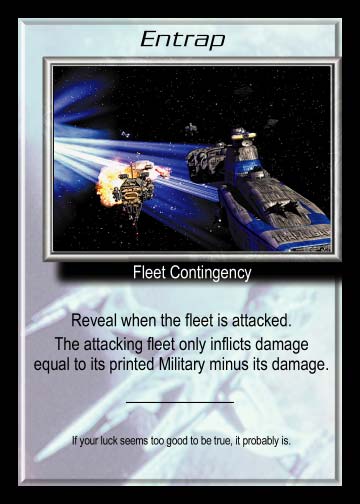 Entrap
Fleet Contingency
Reveal when the fleet is attacked.
The attacking fleet only inflicts damage
equal to its printed Military minus its damage.
If your luck seems too good to be true, it probably is.